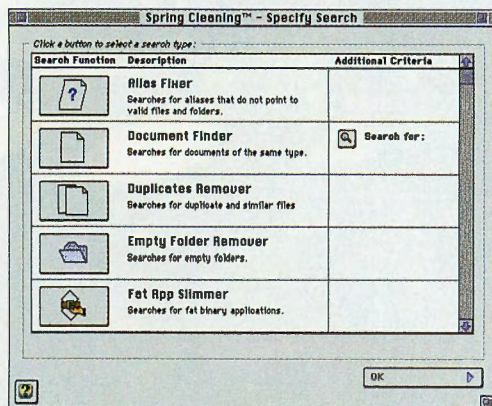 Spring Cleaning™ – Specify Search
Click a button to select a search type:
Search Function Description Additional Criteria
?
Alias Fixer
Searches for aliases that do not point to
valid files and folders.
Document Finder
Searches for documents of the same type.
Search for:
Duplicates Remover
Searches for duplicate and similar files
Empty Folder Remover
Searches for empty folders.
Fat App Slimmer
Searches for fat binary applications.
OK
?